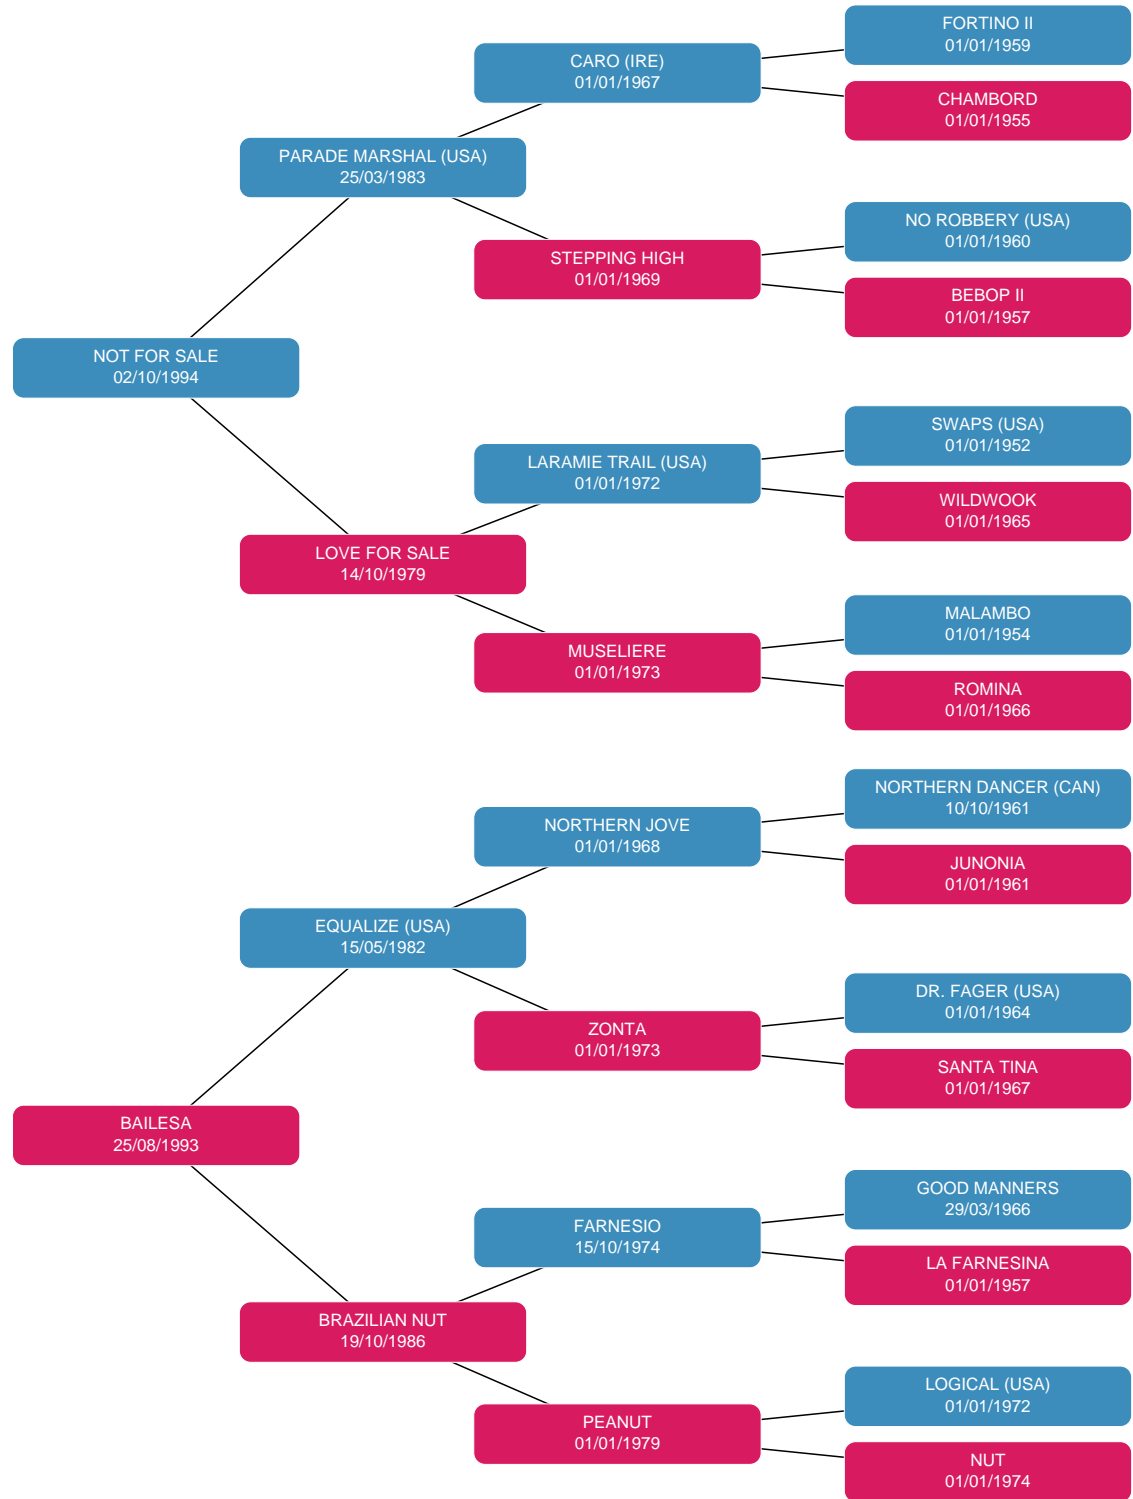 FORTINO II
01/01/1959
CARO (IRE)
01/01/1967
CHAMBORD
01/01/1955
PARADE MARSHAL (USA)
25/03/1983
NO ROBBERY (USA)
01/01/1960
STEPPING HIGH
01/01/1969
BEBOP II
01/01/1957
NOT FOR SALE
02/10/1994
SWAPS (USA)
01/01/1952
LARAMIE TRAIL (USA)
01/01/1972
WILDWOOK
01/01/1965
LOVE FOR SALE
14/10/1979
MALAMBO
01/01/1954
MUSELIERE
01/01/1973
ROMINA
01/01/1966
NORTHERN DANCER (CAN)
10/10/1961
NORTHERN JOVE
01/01/1968
JUNONIA
01/01/1961
EQUALIZE (USA)
15/05/1982
DR. FAGER (USA)
01/01/1964
ZONTA
01/01/1973
SANTA TINA
01/01/1967
BAILESA
25/08/1993
GOOD MANNERS
29/03/1966
FARNESIO
15/10/1974
LA FARNESINA
01/01/1957
BRAZILIAN NUT
19/10/1986
LOGICAL (USA)
01/01/1972
PEANUT
01/01/1979
NUT
01/01/1974